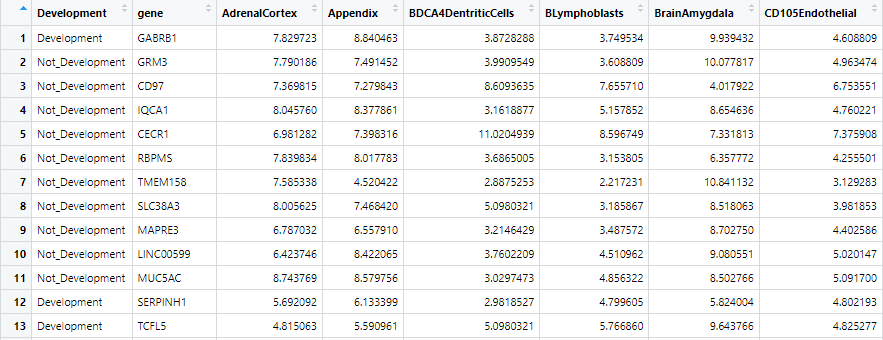 Development gene AdrenalCortex Appendix BDCA4DentriticCells BLymphoblasts BrainAmygdala CD105Endothelial
1 Development GABRB1 7.829723 8.840463 3.8728288 3.749534 9.939432 4.608809
2 Not_Development GRM3 7.790186 7.491452 3.9909549 3.608809 10.077817 4.963474
3 Not_Development CD97 7.369815 7.279843 8.6093635 7.655710 4.017922 6.753551
4 Not_Development IQCA1 8.045760 8.377861 3.1618877 5.157852 8.654636 4.760221
5 Not_Development CECR1 6.981282 7.398316 11.0204939 8.596749 7.331813 7.375908
6 Not_Development RBPMS 7.839834 8.017783 3.6865005 3.153805 6.357772 4.255501
7 Not_Development TMEM158 7.585338 4.520422 2.8875253 2.217231 10.841132 3.129283
8 Not_Development SLC38A3 8.005625 7.468420 5.0980321 3.185867 8.518063 3.981853
9 Not_Development MAPRE3 6.787032 6.557910 3.2146429 3.487572 8.702750 4.402586
10 Not_Development LINC00599 6.423746 8.422065 3.7602209 4.510962 9.080551 5.020147
11 Not_Development MUC5AC 8.743769 8.579756 3.0297473 4.856322 8.502766 5.091700
12 Development SERPINH1 5.692092 6.133399 2.9818527 4.799605 5.824004 4.802193
13 Development TCFL5 4.815063 5.590961 5.0980321 5.766860 9.643766 4.825277